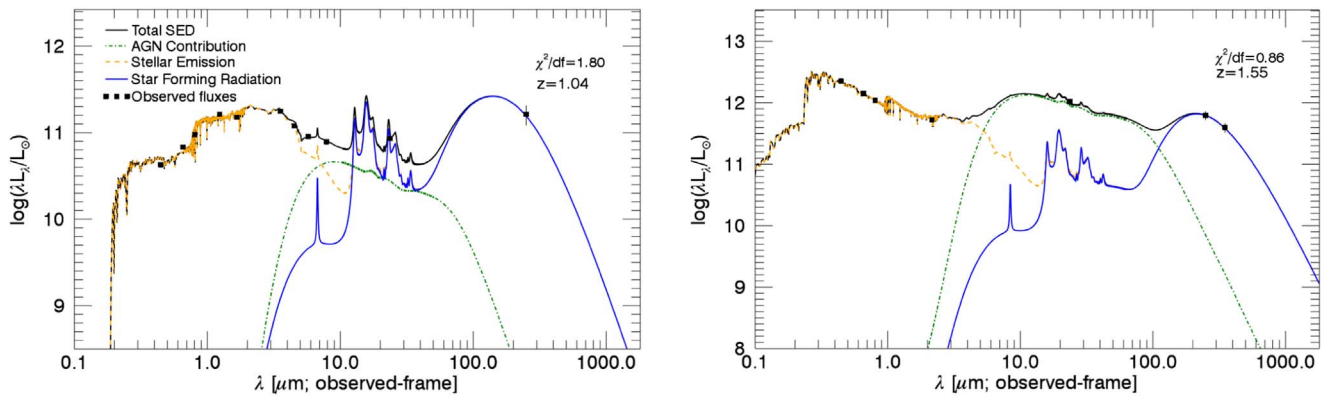 12
11
10
9
log(λL_λ/L_⊙)
Total SED
AGN Contribution
Stellar Emission
Star Forming Radiation
Observed fluxes
χ²/df=1.80
z=1.04
0.1 1.0 10.0 100.0 1000.0
λ [μm; observed-frame]
13
12
11
10
9
8
log(λL_λ/L_⊙)
χ²/df=0.86
z=1.55
0.1 1.0 10.0 100.0 1000.0
λ [μm; observed-frame]